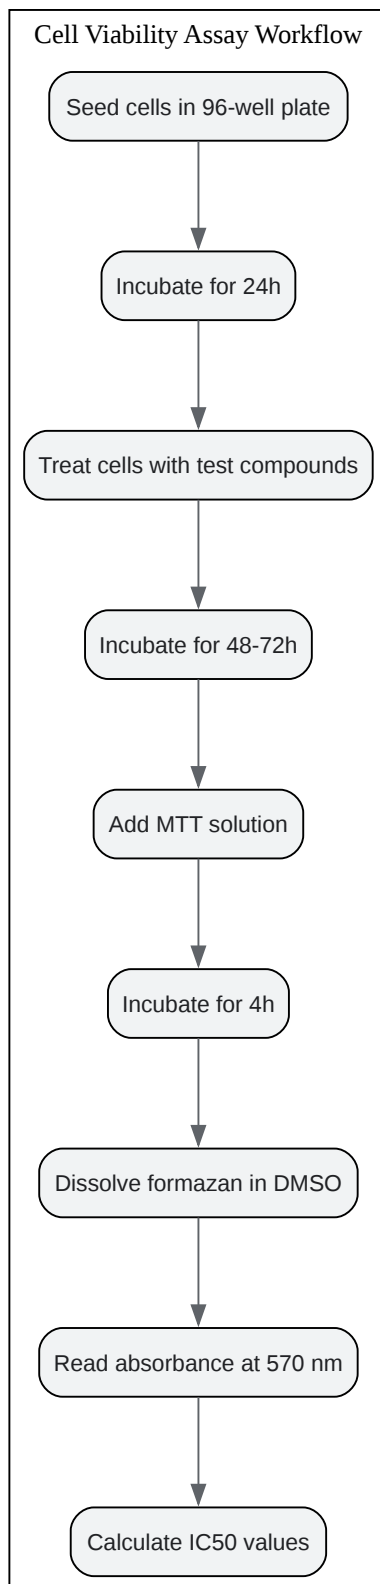 Cell Viability Assay Workflow
Seed cells in 96-well plate
Incubate for 24h
Treat cells with test compounds
Incubate for 48-72h
Add MTT solution
Incubate for 4h
Dissolve formazan in DMSO
Read absorbance at 570 nm
Calculate IC50 values